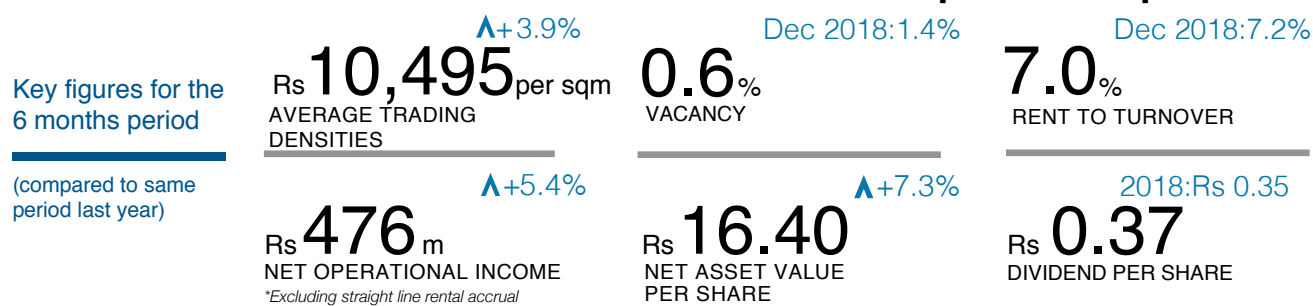 Key figures for the
6 months period
(compared to same
period last year)
+3.9%
Rs 10,495 per sqm
AVERAGE TRADING
DENSITIES
Dec 2018:1.4%
0.6%
VACANCY
Dec 2018:7.2%
7.0%
RENT TO TURNOVER
+5.4%
Rs 476 m
NET OPERATIONAL INCOME
*Excluding straight line rental accrual
+7.3%
Rs 16.40
NET ASSET VALUE
PER SHARE
2018:Rs 0.35
Rs 0.37
DIVIDEND PER SHARE